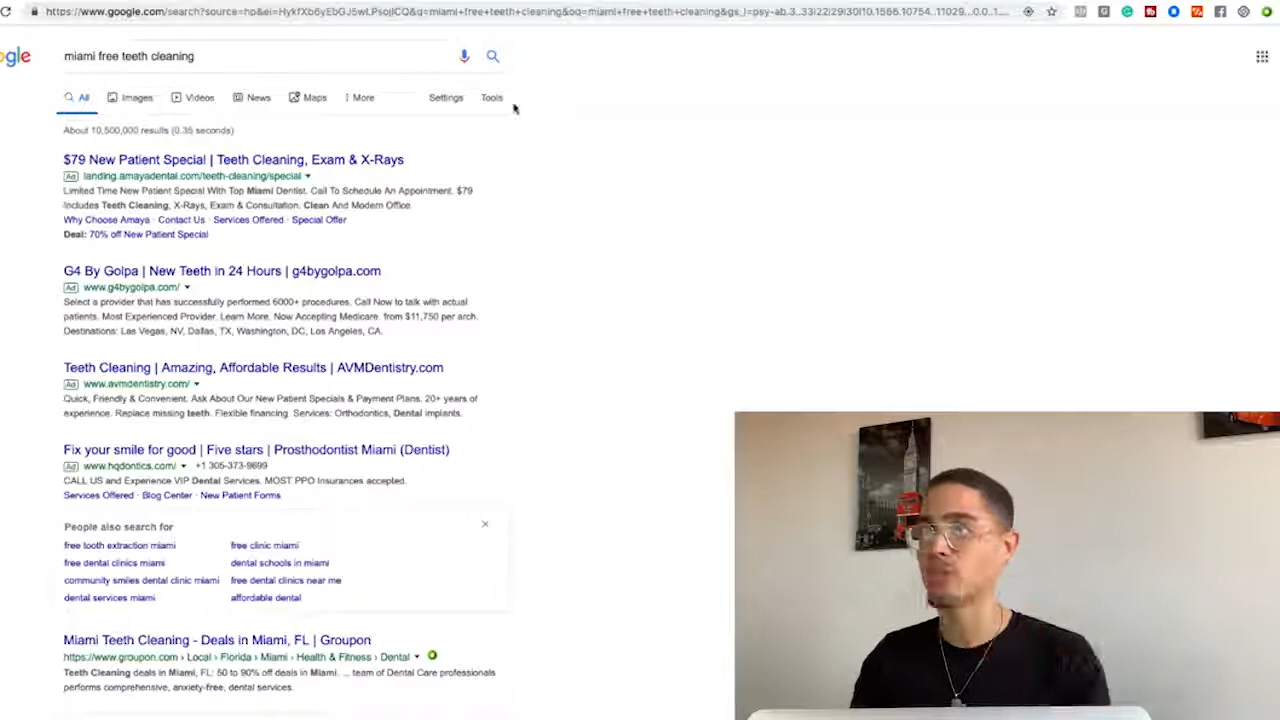 https://www.google.com/search?source=hp&ei=
ogle
miami free teeth cleaning
All Images Videos News Maps More Settings Tools
About 10,500,000 results (0.35 seconds)
$79 New Patient Special | Teeth Cleaning, Exam & X-Rays
Ad landing.amayadental.com/teeth-cleaning/special
Limited Time New Patient Special With Top Miami Dentist. Call To Schedule An Appointment. $79
Includes Teeth Cleaning, X-Rays, Exam & Consultation. Clean And Modern Office
Why Choose Amaya · Contact Us · Services Offered · Special Offer
Deal: 70% off New Patient Special
G4 By Golpa | New Teeth in 24 Hours | g4bygolpa.com
Ad www.g4bygolpa.com/
Select a provider that has successfully performed 6000+ procedures. Call Now to talk with actual
patients. Most Experienced Provider. Learn More. Now Accepting Medicare. from $11,750 per arch.
Destinations: Las Vegas, NV, Dallas, TX, Washington, DC, Los Angeles, CA.
Teeth Cleaning | Amazing, Affordable Results | AVMDentistry.com
Ad www.avmdentistry.com/
Quick, Friendly & Convenient. Ask About Our New Patient Specials & Payment Plans. 20+ years of
experience. Replace missing teeth. Flexible financing. Services: Orthodontics, Dental implants.
Fix your smile for good | Five stars | Prosthodontist Miami (Dentist)
Ad www.hqdontics.com/ +1 305-373-9699
CALL US and Experience VIP Dental Services. MOST PPO Insurances accepted.
Services Offered · Blog Center · New Patient Forms
People also search for
free tooth extraction miami free clinic miami
free dental clinics miami dental schools in miami
community smiles dental clinic miami free dental clinics near me
dental services miami affordable dental
Miami Teeth Cleaning - Deals in Miami, FL | Groupon
https://www.groupon.com › Local › Florida › Miami › Health & Fitness › Dental
Teeth Cleaning deals in Miami, FL: 50 to 90% off deals in Miami. ... team of Dental Care professionals
performs comprehensive, anxiety-free, dental services.